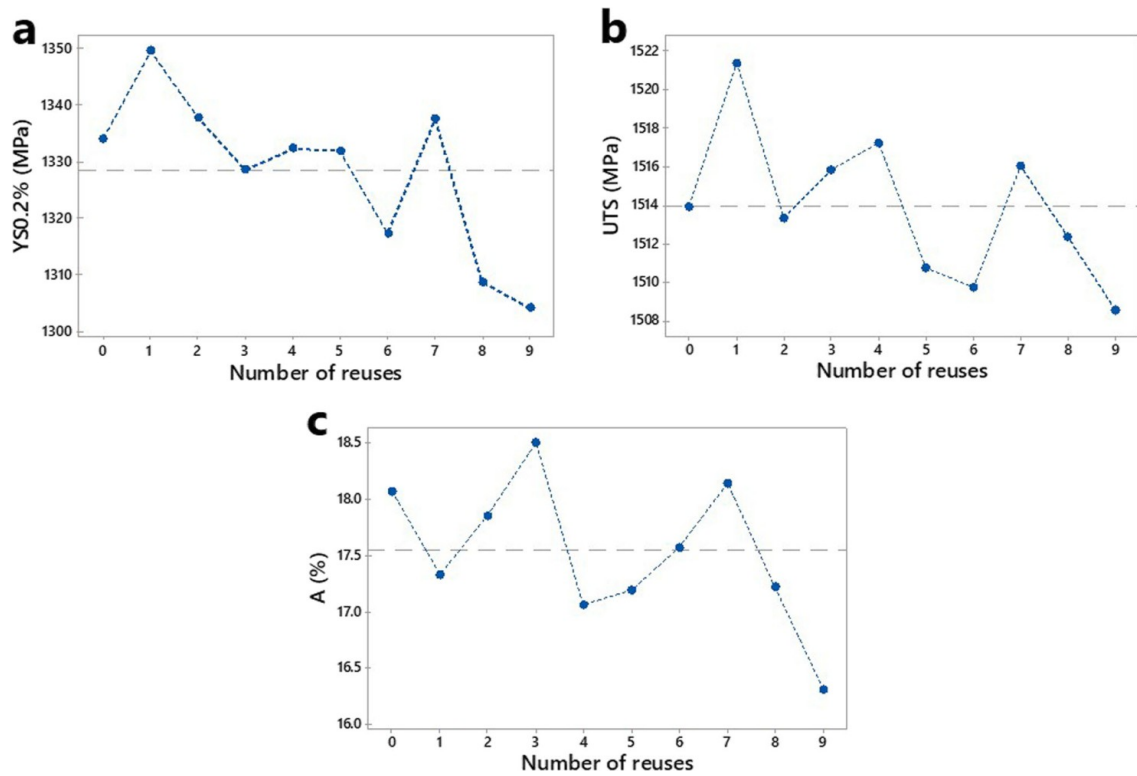 a
YS0.2% (MPa)
1350
1340
1330
1320
1310
1300
0 1 2 3 4 5 6 7 8 9
Number of reuses
b
UTS (MPa)
1522
1520
1518
1516
1514
1512
1510
1508
0 1 2 3 4 5 6 7 8 9
Number of reuses
c
A (%)
18.5
18.0
17.5
17.0
16.5
16.0
0 1 2 3 4 5 6 7 8 9
Number of reuses